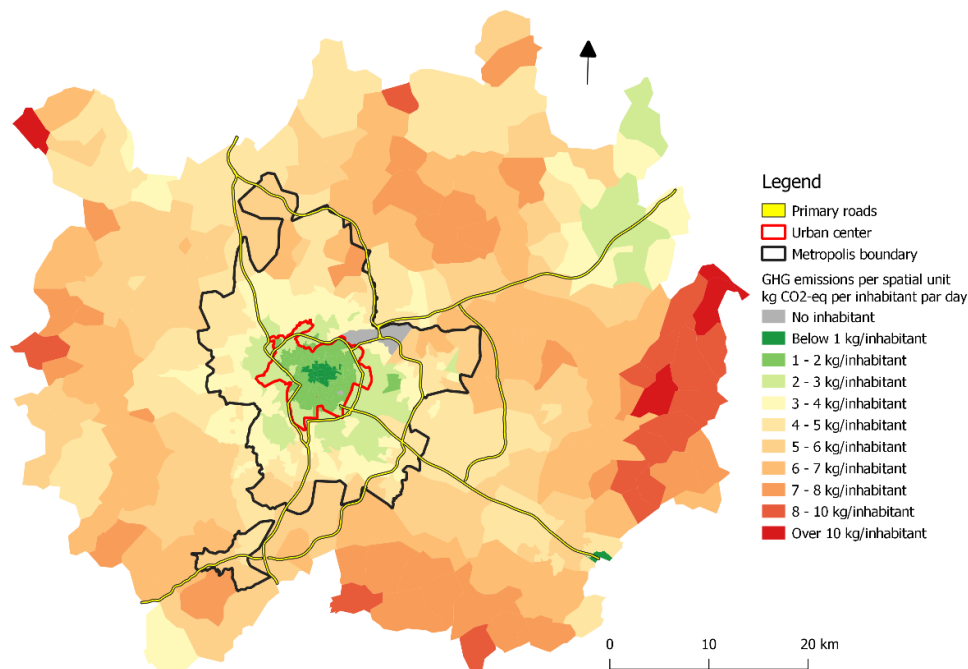 Legend
Primary roads
Urban center
Metropolis boundary
GHG emissions per spatial unit
kg CO2-eq per inhabitant par day
No inhabitant
Below 1 kg/inhabitant
1 - 2 kg/inhabitant
2 - 3 kg/inhabitant
3 - 4 kg/inhabitant
4 - 5 kg/inhabitant
5 - 6 kg/inhabitant
6 - 7 kg/inhabitant
7 - 8 kg/inhabitant
8 - 10 kg/inhabitant
Over 10 kg/inhabitant
0 10 20 km